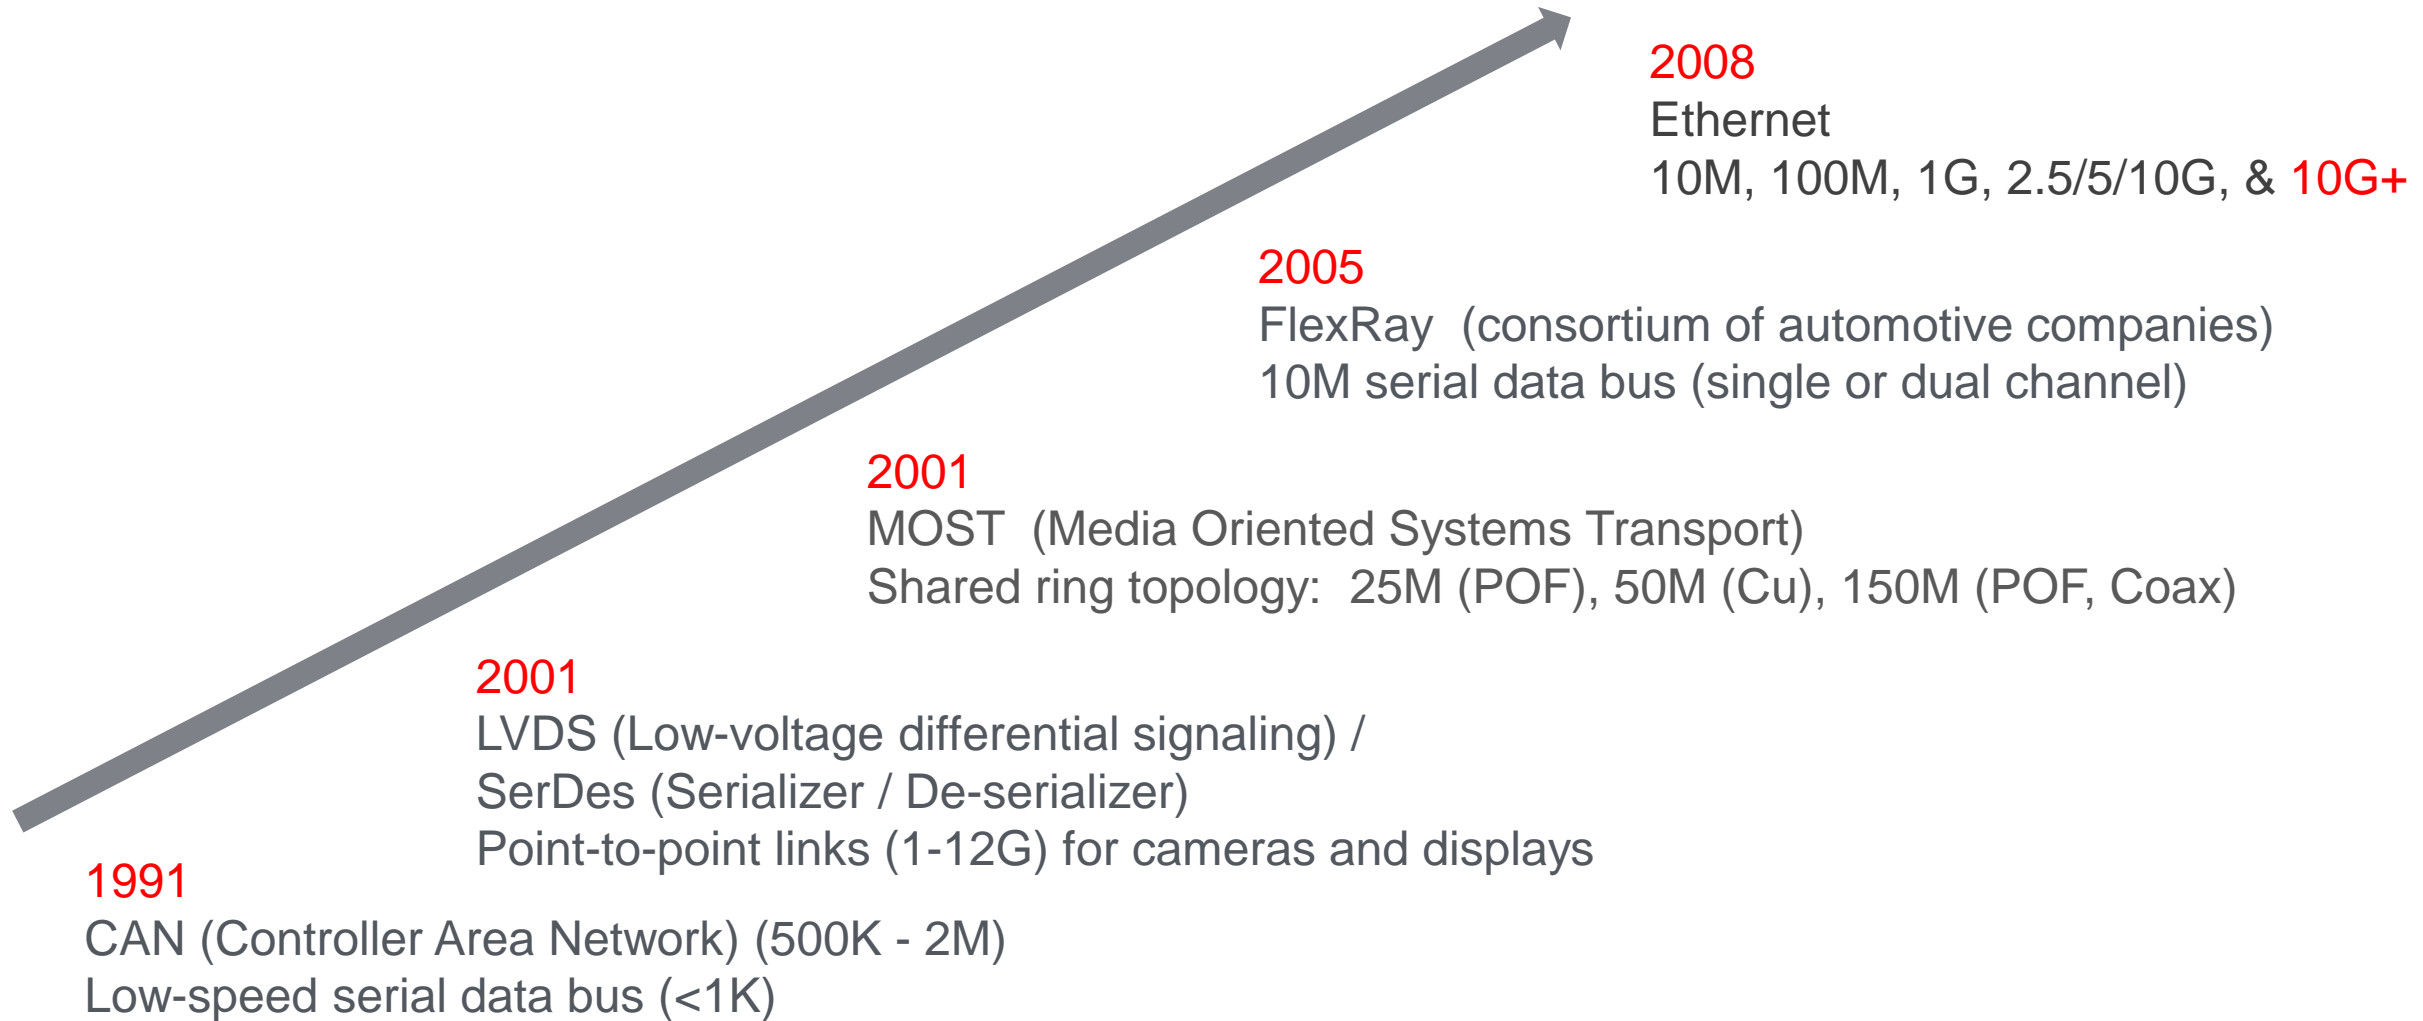 2008
Ethernet
10M, 100M, 1G, 2.5/5/10G, & 10G+
2005
FlexRay  (consortium of automotive companies)
10M serial data bus (single or dual channel)
2001
MOST  (Media Oriented Systems Transport)
Shared ring topology:  25M (POF), 50M (Cu), 150M (POF, Coax)
2001
LVDS (Low-voltage differential signaling) /
SerDes (Serializer / De-serializer)
Point-to-point links (1-12G) for cameras and displays
1991
CAN (Controller Area Network) (500K - 2M)
Low-speed serial data bus (<1K)